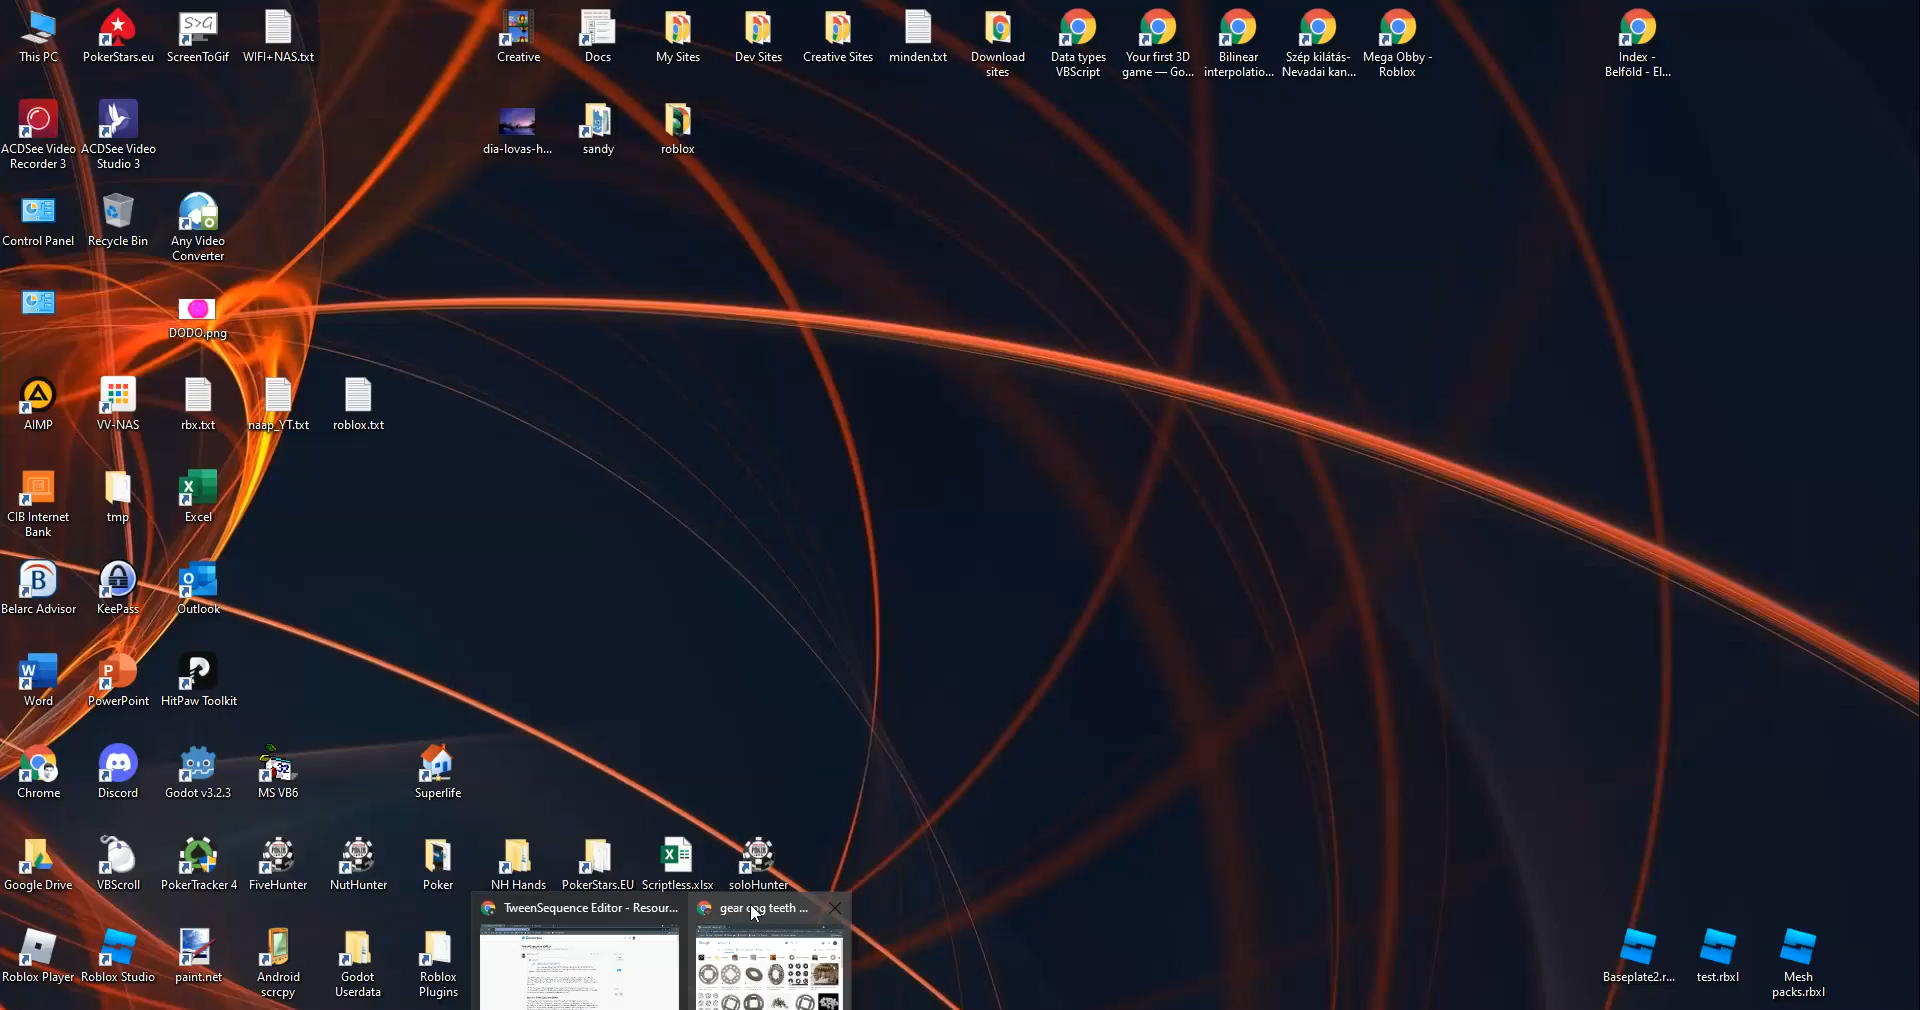 This PC
PokerStars.eu
ScreenToGif
WIFI+NAS.txt
Creative
Docs
My Sites
Dev Sites
Creative Sites
minden.txt
Download
sites
Data types
VBScript
Your first 3D
game — Go...
Bilinear
interpolatio...
Szép kilátás-
Nevadai kan...
Mega Obby -
Roblox
Index -
Belföld - El...
ACDSee Video
Recorder 3
ACDSee Video
Studio 3
dia-lovas-h...
sandy
roblox
Control Panel
Recycle Bin
Any Video
Converter
DODO.png
AIMP
VV-NAS
rbx.txt
naap_YT.txt
roblox.txt
CIB Internet
Bank
tmp
Excel
Belarc Advisor
KeePass
Outlook
Word
PowerPoint
HitPaw Toolkit
Chrome
Discord
Godot v3.2.3
MS VB6
Superlife
Google Drive
VBScroll
PokerTracker 4
FiveHunter
NutHunter
Poker
NH Hands
PokerStars.EU
Scriptless.xlsx
soloHunter
TweenSequence Editor - Resour...
gear cog teeth ...
Roblox Player
Roblox Studio
paint.net
Android
scrcpy
Godot
Userdata
Roblox
Plugins
Baseplate2.r...
test.rbxl
Mesh
packs.rbxl